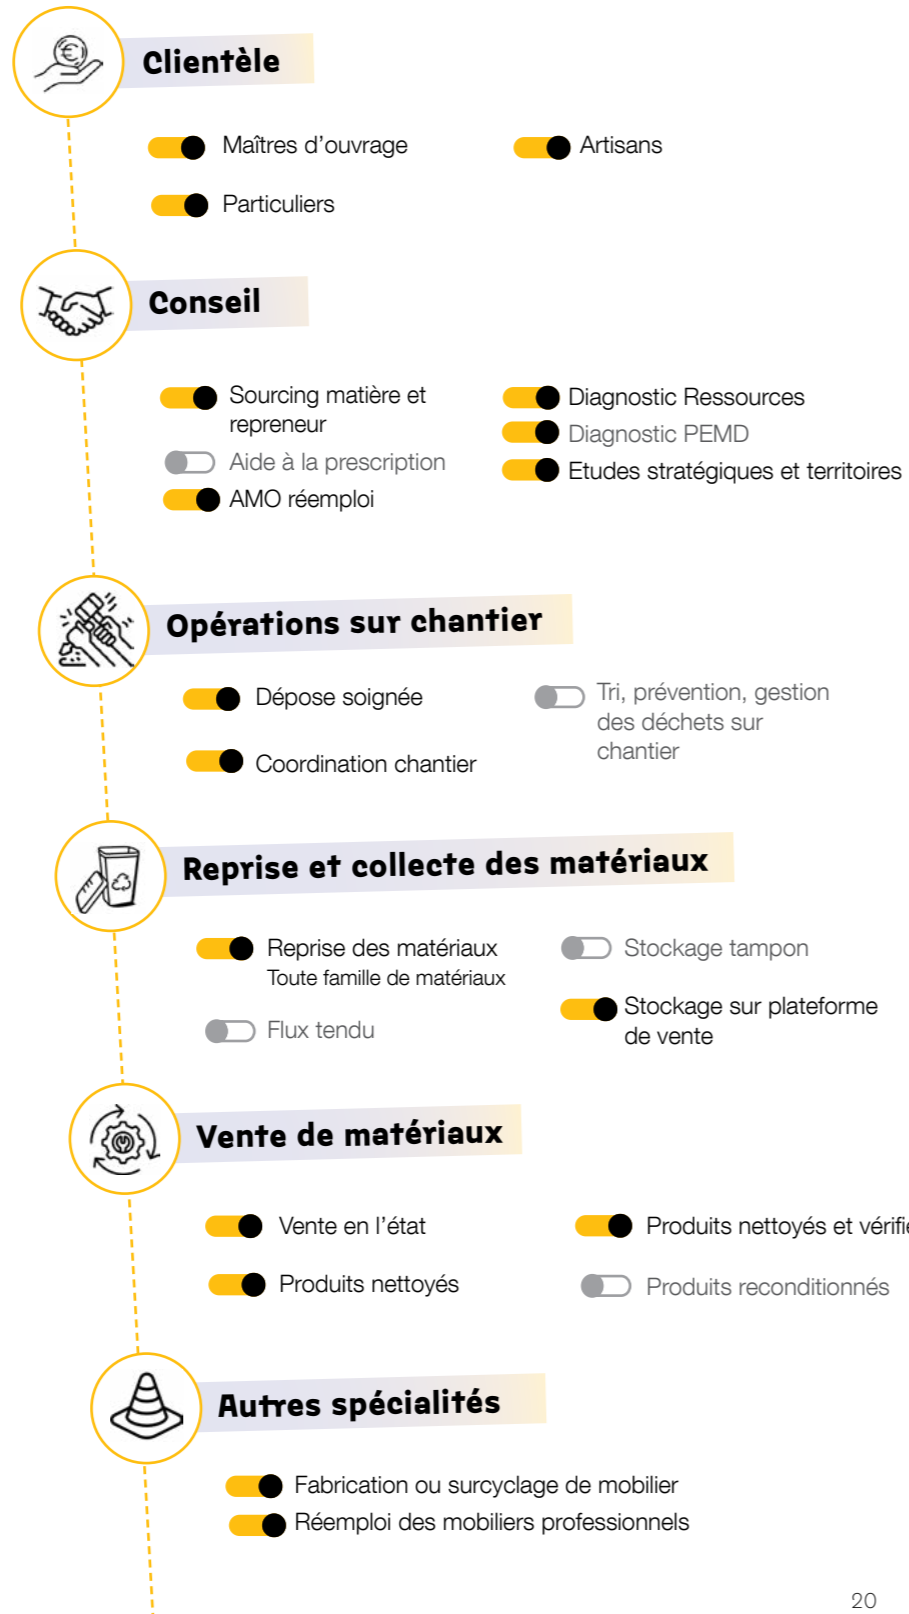 Clientèle
Maîtres d'ouvrage
Artisans
Particuliers
Conseil
Sourcing matière et
repreneur
Aide à la prescription
AMO réemploi
Diagnostic Ressources
Diagnostic PEMD
Etudes stratégiques et territoires
Opérations sur chantier
Dépose soignée
Coordination chantier
Tri, prévention, gestion
des déchets sur
chantier
Reprise et collecte des matériaux
Reprise des matériaux
Toute famille de matériaux
Flux tendu
Stockage tampon
Stockage sur plateforme
de vente
Vente de matériaux
Vente en l'état
Produits nettoyés
Produits nettoyés et vérifié
Produits reconditionnés
Autres spécialités
Fabrication ou surcyclage de mobilier
Réemploi des mobiliers professionnels
20